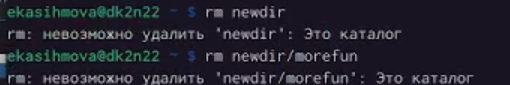 ekasihmova@dk2n22 ~ $ rm newdir
rm: невозможно удалить 'newdir': Это каталог
ekasihmova@dk2n22 ~ $ rm newdir/morefun
rm: невозможно удалить 'newdir/morefun': Это каталог